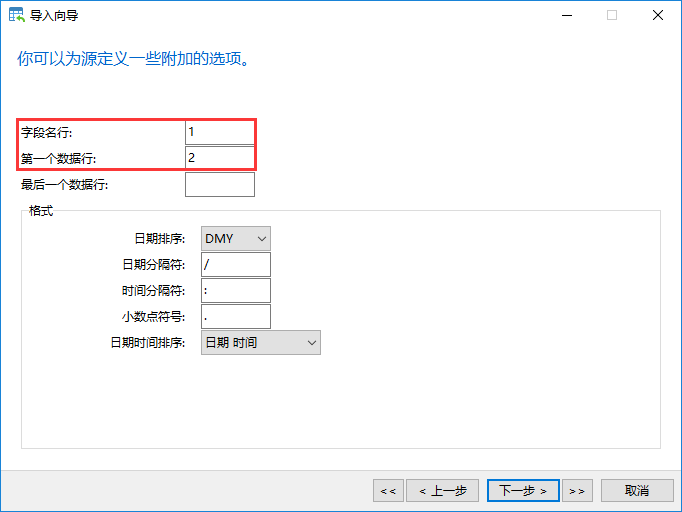 导入向导
你可以为源定义一些附加的选项。
字段名行: 1
第一个数据行: 2
最后一个数据行:
格式
日期排序: DMY
日期分隔符: /
时间分隔符: :
小数点符号: .
日期时间排序: 日期 时间
<< < 上一步 下一步 > >> 取消